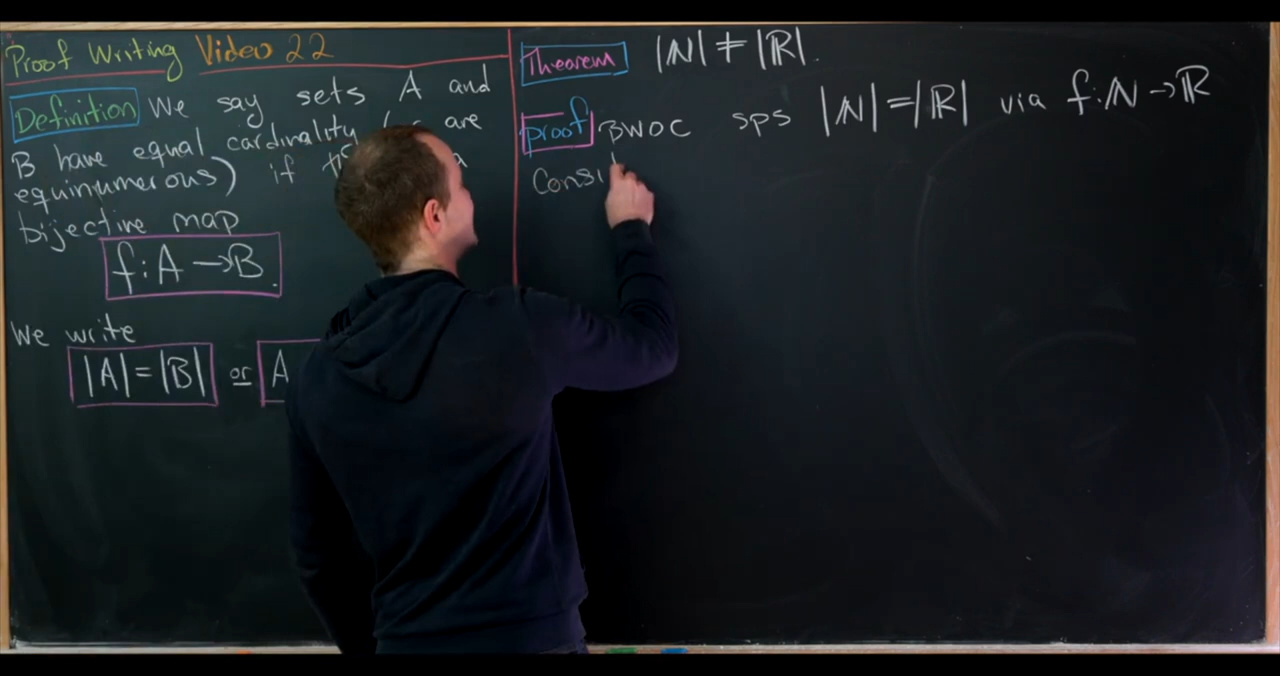 Proof Writing Video 22
Definition We say sets A and
B have equal cardinality are
equinumerous) if a
bijective map
f: A → B.
We write
|A| = |B| or A
Theorem |ℕ| ≠ |ℝ|.
proof BWOC sps |ℕ| = |ℝ| via f: ℕ → ℝ
Consi